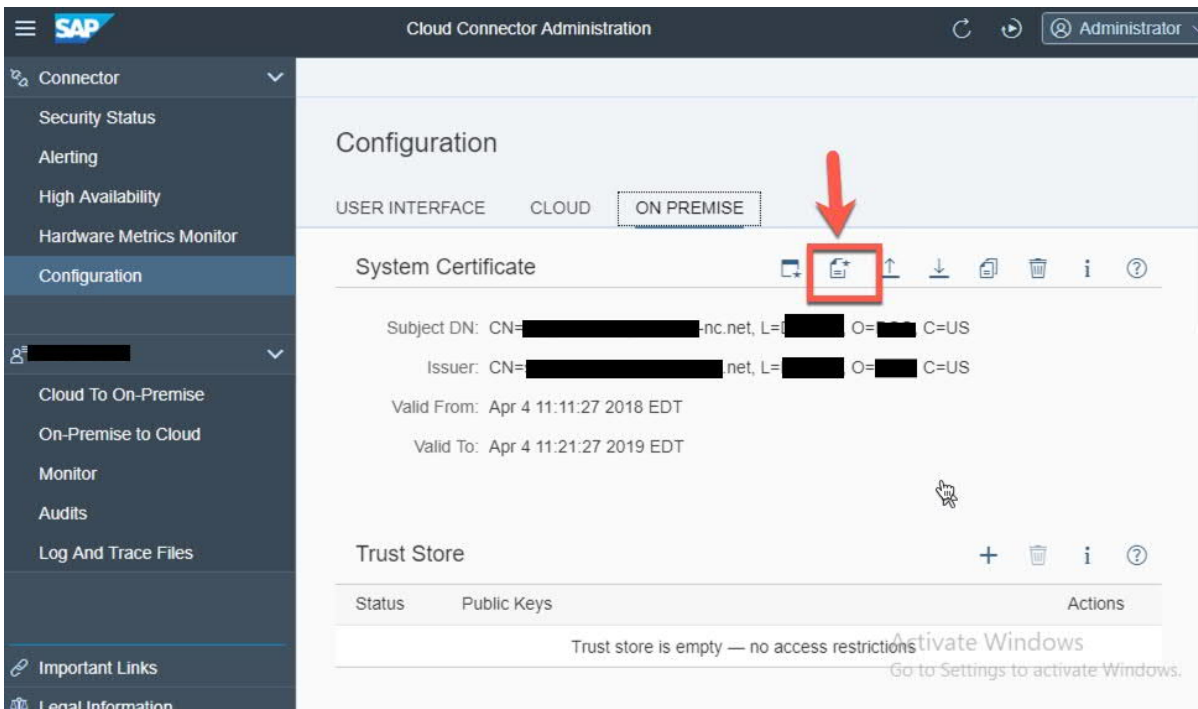 SAP
Cloud Connector Administration
Administrator
Connector
Security Status
Alerting
High Availability
Hardware Metrics Monitor
Configuration
Cloud To On-Premise
On-Premise to Cloud
Monitor
Audits
Log And Trace Files
Important Links
Legal Information
Configuration
USER INTERFACE CLOUD ON PREMISE
System Certificate
Subject DN: CN= -nc.net, L= O= C=US
Issuer: CN= .net, L= O= C=US
Valid From: Apr 4 11:11:27 2018 EDT
Valid To: Apr 4 11:21:27 2019 EDT
Trust Store
Status Public Keys Actions
Trust store is empty — no access restrictions
Activate Windows
Go to Settings to activate Windows.